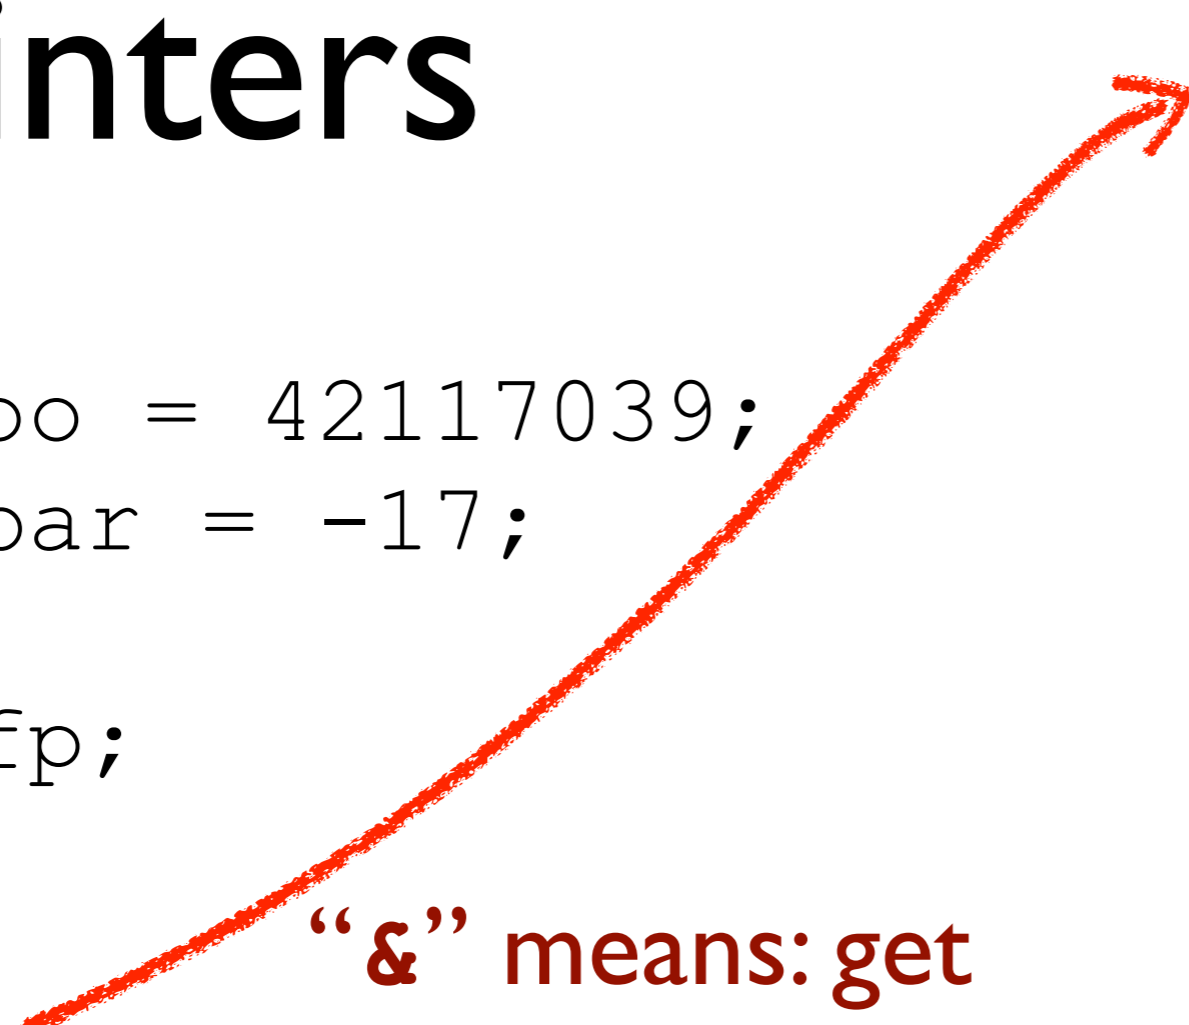 inters
oo = 42117039;
bar = -17;
fp;
“&” means: get